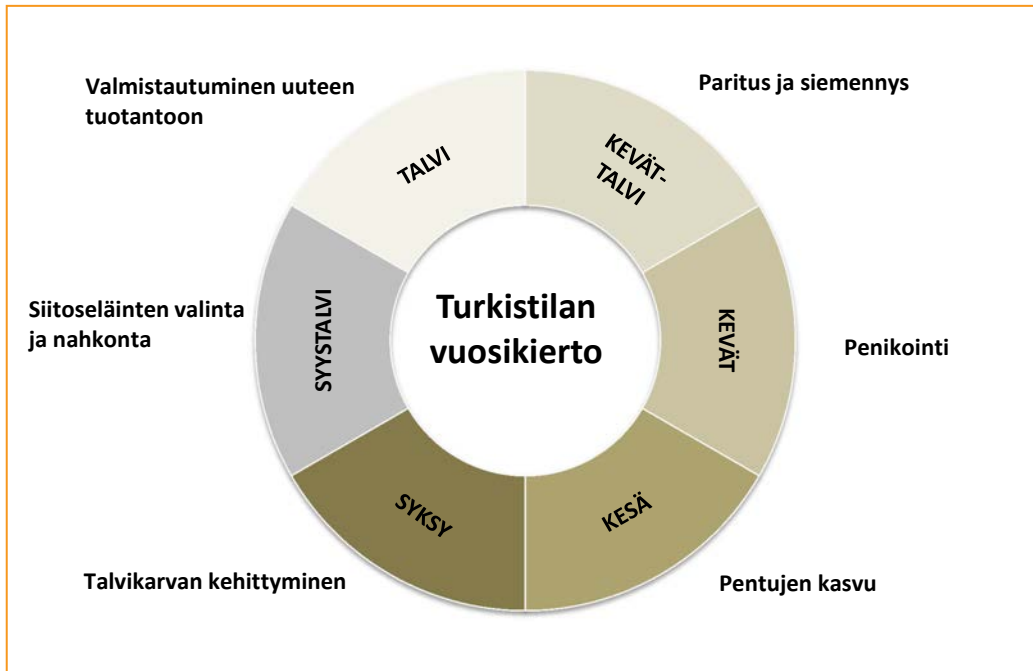 Valmistautuminen uuteen
tuotantoon
Paritus ja siemennys
TALVI
KEVÄT-
TALVI
Siitoseläinten valinta
ja nahkonta
SYYSTALVI
Turkistilan
vuosikierto
KEVÄT
Penikointi
SYKSY
KESÄ
Talvikarvan kehittyminen
Pentujen kasvu